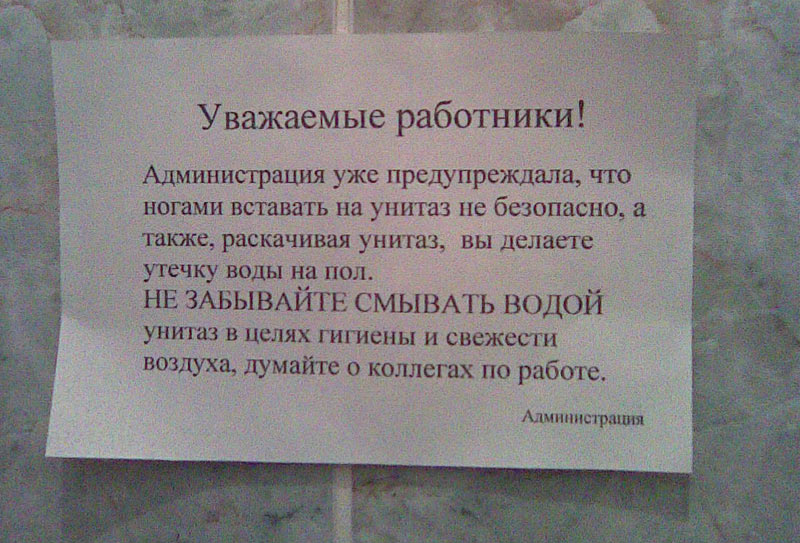 Уважаемые работники!
Администрация уже предупреждала, что
ногами вставать на унитаз не безопасно, а
также, раскачивая унитаз, вы делаете
утечку воды на пол.
НЕ ЗАБЫВАЙТЕ СМЫВАТЬ ВОДОЙ
унитаз в целях гигиены и свежести
воздуха, думайте о коллегах по работе.
Администрация